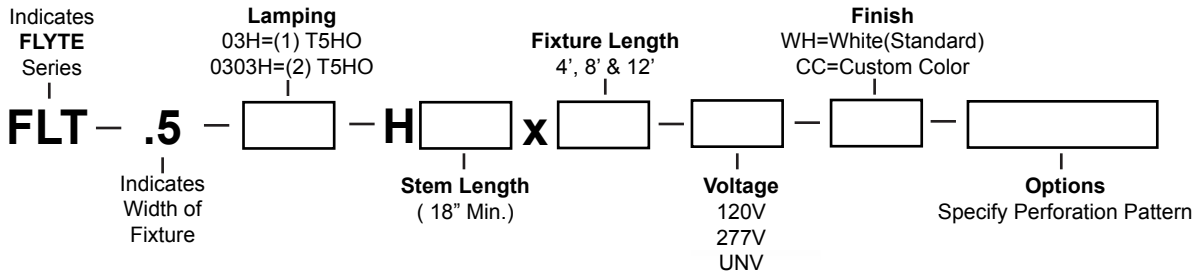 Indicates
FLYTE
Series
Lamping
03H=(1) T5HO
0303H=(2) T5HO
Fixture Length
4’, 8’ & 12’
Finish
WH=White(Standard)
CC=Custom Color
FLT – .5 – – H x – – –
Indicates
Width of
Fixture
Stem Length
( 18” Min.)
Voltage
120V
277V
UNV
Options
Specify Perforation Pattern